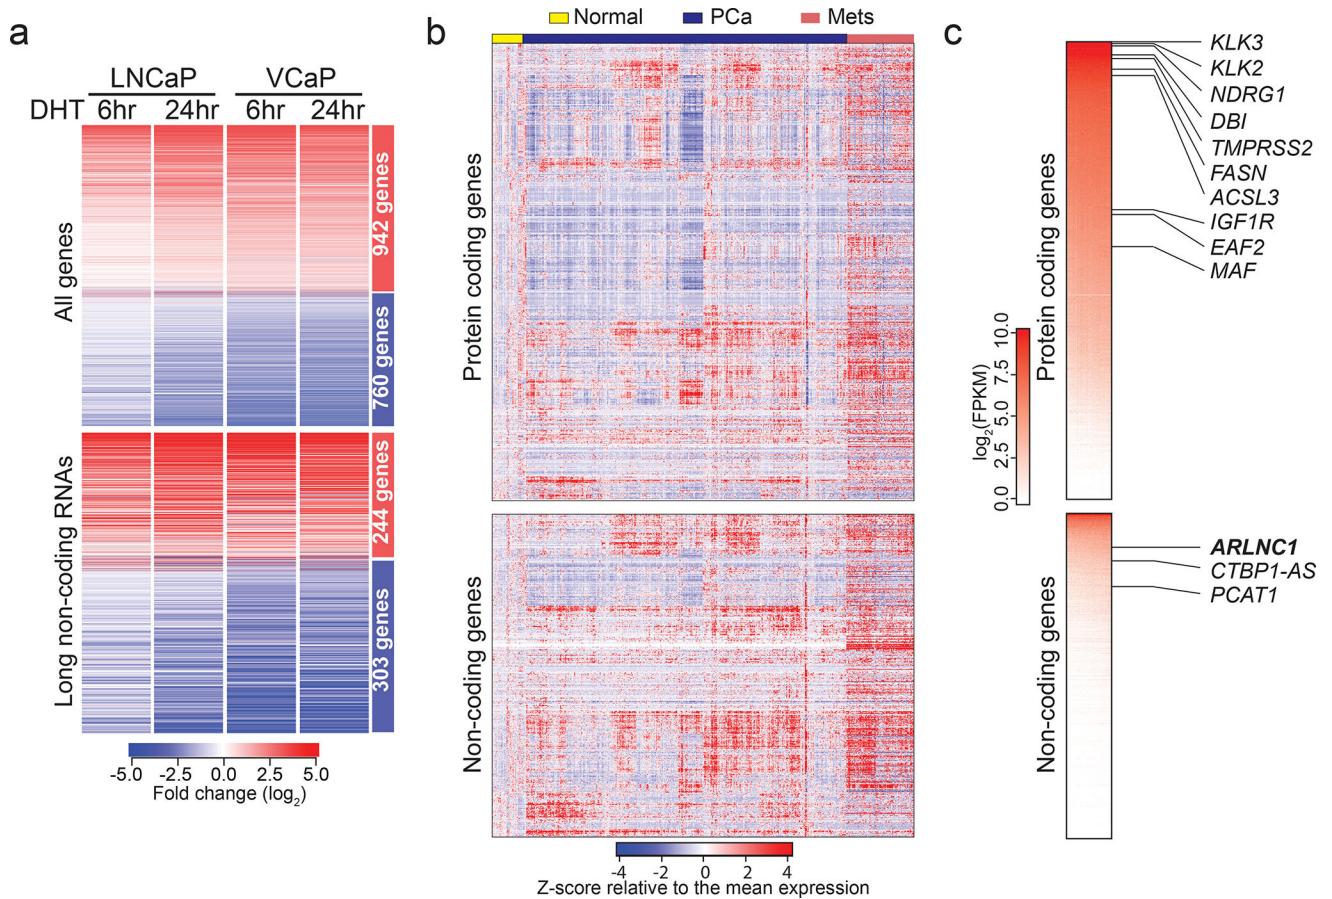 a
LNCaP VCaP
DHT 6hr 24hr 6hr 24hr
All genes
942 genes
760 genes
Long non-coding RNAs
244 genes
303 genes
-5.0 -2.5 0.0 2.5 5.0
Fold change (log2)
b
Normal PCa Mets
Protein coding genes
Non-coding genes
-4 -2 0 2 4
Z-score relative to the mean expression
c
log2(FPKM)
0.0 2.5 5.0 7.5 10.0
Protein coding genes
KLK3
KLK2
NDRG1
DBI
TMPRSS2
FASN
ACSL3
IGF1R
EAF2
MAF
Non-coding genes
ARLNC1
CTBP1-AS
PCAT1